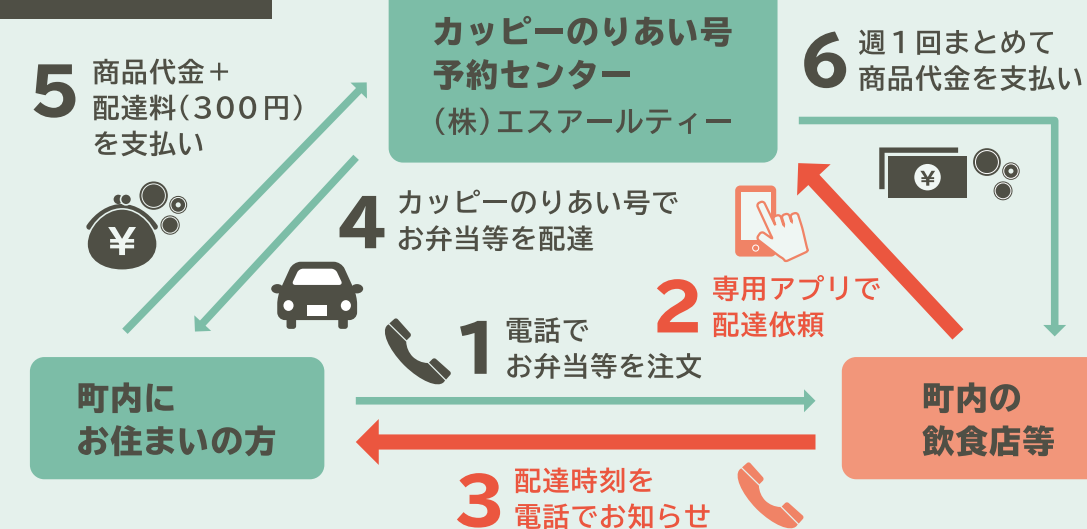 カッピーのりあい号
予約センター
（株）エスアールティー
5
商品代金＋
配達料（300円）
を支払い
¥
6
週1回まとめて
商品代金を支払い
¥
4
カッピーのりあい号で
お弁当等を配達
2
専用アプリで
配達依頼
1
電話で
お弁当等を注文
町内に
お住まいの方
町内の
飲食店等
3
配達時刻を
電話でお知らせ